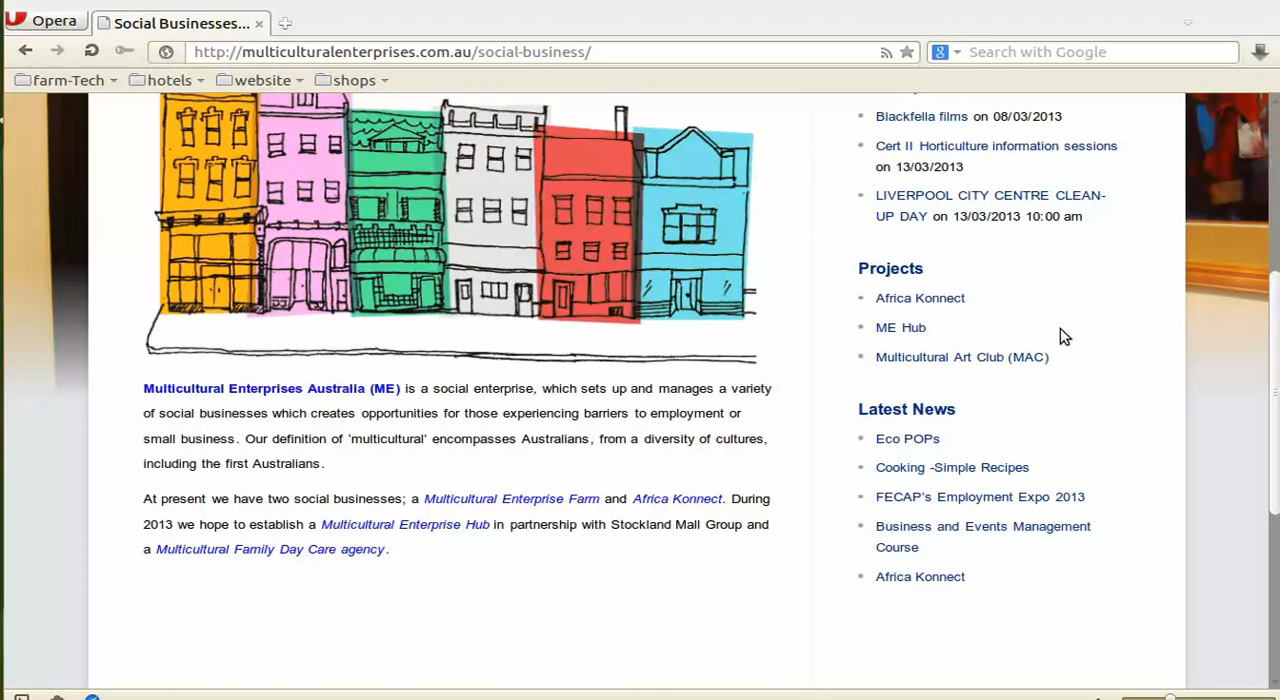 Opera
Social Businesses...
http://multiculturalenterprises.com.au/social-business/
Search with Google
farm-Tech
hotels
website
shops
Multicultural Enterprises Australia (ME) is a social enterprise, which sets up and manages a variety
of social businesses which creates opportunities for those experiencing barriers to employment or
small business. Our definition of 'multicultural' encompasses Australians, from a diversity of cultures,
including the first Australians.
At present we have two social businesses; a Multicultural Enterprise Farm and Africa Konnect. During
2013 we hope to establish a Multicultural Enterprise Hub in partnership with Stockland Mall Group and
a Multicultural Family Day Care agency.
Blackfella films on 08/03/2013
Cert II Horticulture information sessions
on 13/03/2013
LIVERPOOL CITY CENTRE CLEAN-
UP DAY on 13/03/2013 10:00 am
Projects
Africa Konnect
ME Hub
Multicultural Art Club (MAC)
Latest News
Eco POPs
Cooking -Simple Recipes
FECAP's Employment Expo 2013
Business and Events Management
Course
Africa Konnect